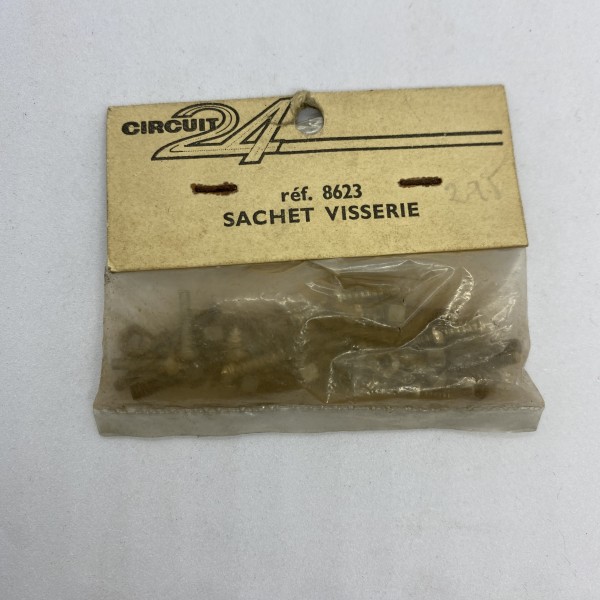 CIRCUIT 24
réf. 8623
SACHET VISSERIE